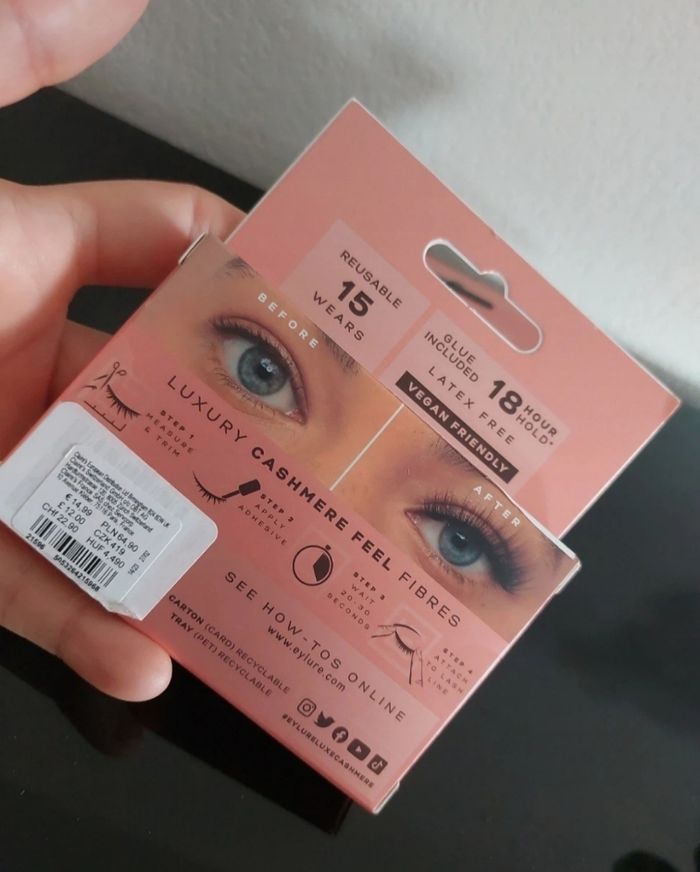 REUSABLE
15
WEARS
GLUE
INCLUDED
18 HOUR
HOLD*
LATEX FREE
VEGAN FRIENDLY
BEFORE
AFTER
LUXURY CASHMERE FEEL FIBRES
STEP 1
MEASURE
& TRIM
STEP 2
APPLY
ADHESIVE
STEP 3
WAIT
20-30
SECONDS
STEP 4
ATTACH
TO LASH
LINE
SEE HOW-TOS ONLINE
www.eylure.com
CARTON (CARD) RECYCLABLE
TRAY (PET) RECYCLABLE
#EYLURELUXECASHMERE
€ 14.99 PLN 64.90
£ 12.00 CZK 419
CHF 22.90 HUF 4,490
21596 5053264215968